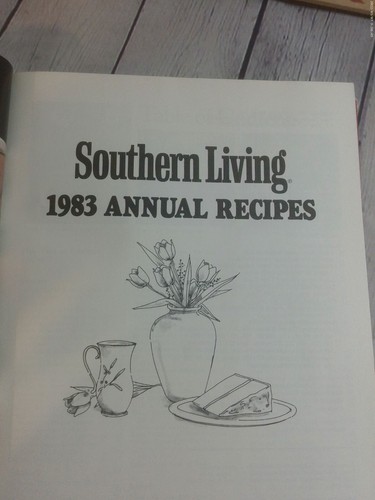 Southern Living®
1983 ANNUAL RECIPES